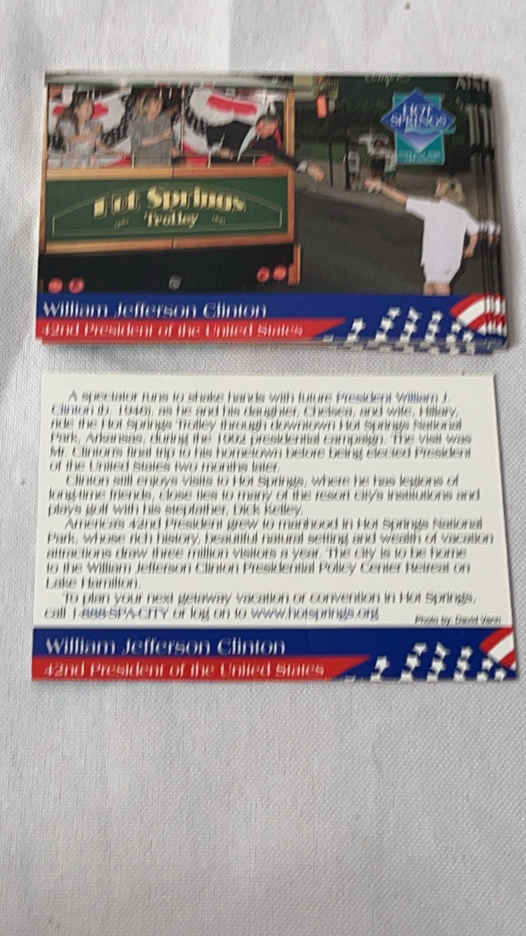 HOT
SPRINGS
Hot Springs
Trolley
William Jefferson Clinton
42nd President of the United States
A spectator runs to shake hands with future President William J.
Clinton (b. 1946), as he and his daughter, Chelsea, and wife, Hillary,
ride the Hot Springs Trolley through downtown Hot Springs National
Park, Arkansas, during the 1992 presidential campaign. The visit was
Mr. Clinton's final trip to his hometown before being elected President
of the United States two months later.
Clinton still enjoys visits to Hot Springs, where he has legions of
long-time friends, close ties to many of the resort city's institutions and
plays golf with his stepfather, Dick Kelley.
America's 42nd President grew to manhood in Hot Springs National
Park, whose rich history, beautiful natural setting and wealth of vacation
attractions draw three million visitors a year. The city is to be home
to the William Jefferson Clinton Presidential Policy Center Retreat on
Lake Hamilton.
To plan your next getaway vacation or convention in Hot Springs,
call 1-888-SPA-CITY or log on to www.hotsprings.org
Photo by: David Yerin
William Jefferson Clinton
42nd President of the United States